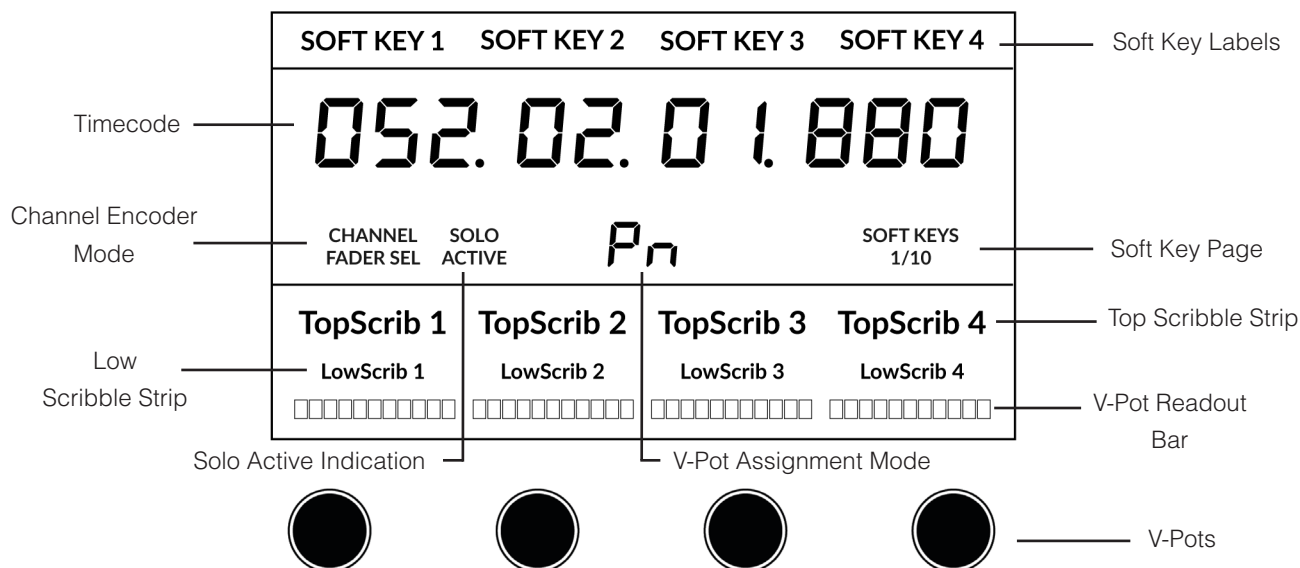 SOFT KEY 1 SOFT KEY 2 SOFT KEY 3 SOFT KEY 4
Soft Key Labels
Timecode
052. 02. 01. 880
Channel Encoder
Mode
CHANNEL
FADER SEL
SOLO
ACTIVE
Pn
SOFT KEYS
1/10
Soft Key Page
TopScrib 1 TopScrib 2 TopScrib 3 TopScrib 4
Top Scribble Strip
Low
Scribble Strip
LowScrib 1 LowScrib 2 LowScrib 3 LowScrib 4
V-Pot Readout
Bar
Solo Active Indication
V-Pot Assignment Mode
V-Pots